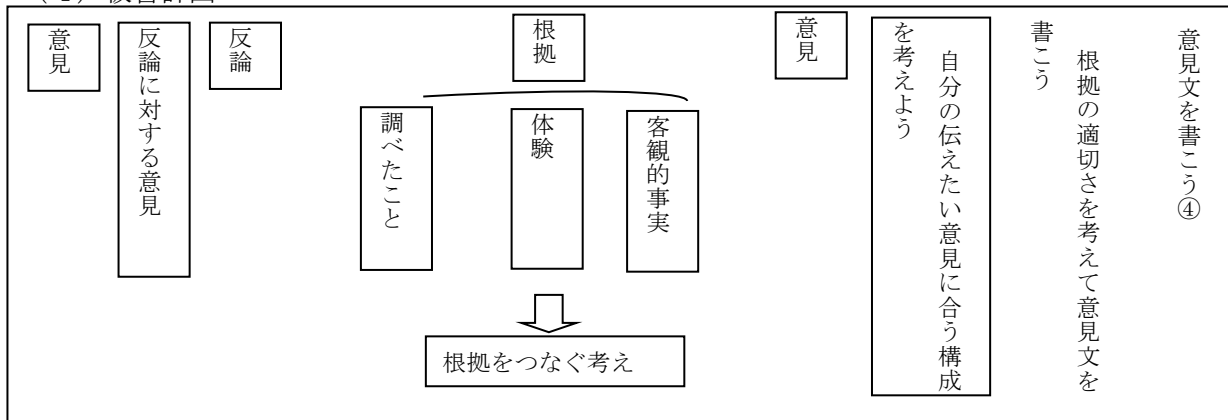 意見文を書こう④
根拠の適切さを考えて意見文を
書こう
自分の伝えたい意見に合う構成
を考えよう
意見
根拠
客観的事実
体験
調べたこと
根拠をつなぐ考え
反論
反論に対する意見
意見